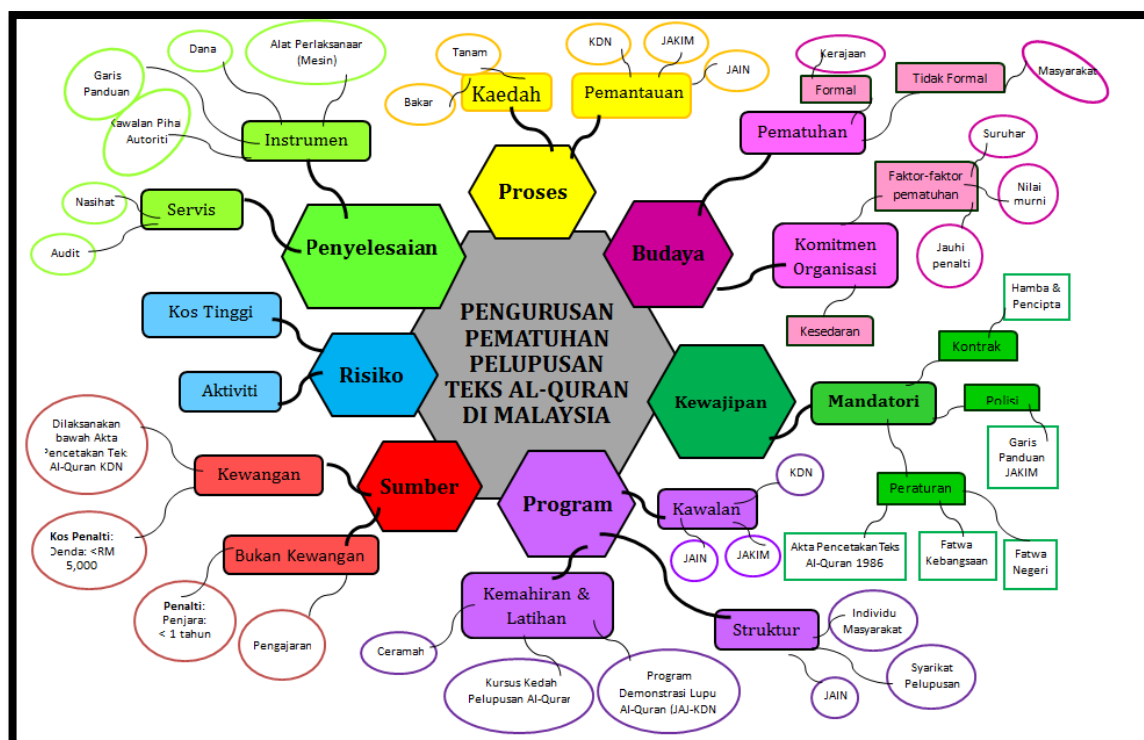 PENGURUSAN
PEMATUHAN
PELUPUSAN
TEKS AL-QURAN
DI MALAYSIA
Proses
Kaedah
Tanam
Bakar
Pemantauan
KDN
JAKIM
JAIN
Budaya
Pematuhan
Formal
Kerajaan
Tidak Formal
Masyarakat
Komitmen
Organisasi
Faktor-faktor
pematuhan
Suruhar
Nilai
murni
Jauhi
penalti
Kesedaran
Kewajipan
Mandatori
Kontrak
Hamba &
Pencipta
Polisi
Garis
Panduan
JAKIM
Peraturan
Akta Pencetakan Teks
Al-Quran 1986
Fatwa
Kebangsaan
Fatwa
Negeri
Program
Kawalan
KDN
JAIN
JAKIM
Struktur
Individu
Masyarakat
Syarikat
Pelupusan
JAIN
Kemahiran &
Latihan
Ceramah
Kursus Kedah
Pelupusan Al-Qurar
Program
Demonstrasi Lupu
Al-Quran (JAJ-KDN
Sumber
Kewangan
Dilaksanakan
bawah Akta
Pencetakan Tek
Al-Quran KDN
Kos Penalti:
Denda: <RM
5,000
Bukan Kewangan
Penalti:
Penjara:
< 1 tahun
Pengajaran
Risiko
Kos Tinggi
Aktiviti
Penyelesaian
Instrumen
Garis
Panduan
Dana
Alat Perlaksanaar
(Mesin)
Kawalan Piha
Autoriti
Servis
Nasihat
Audit